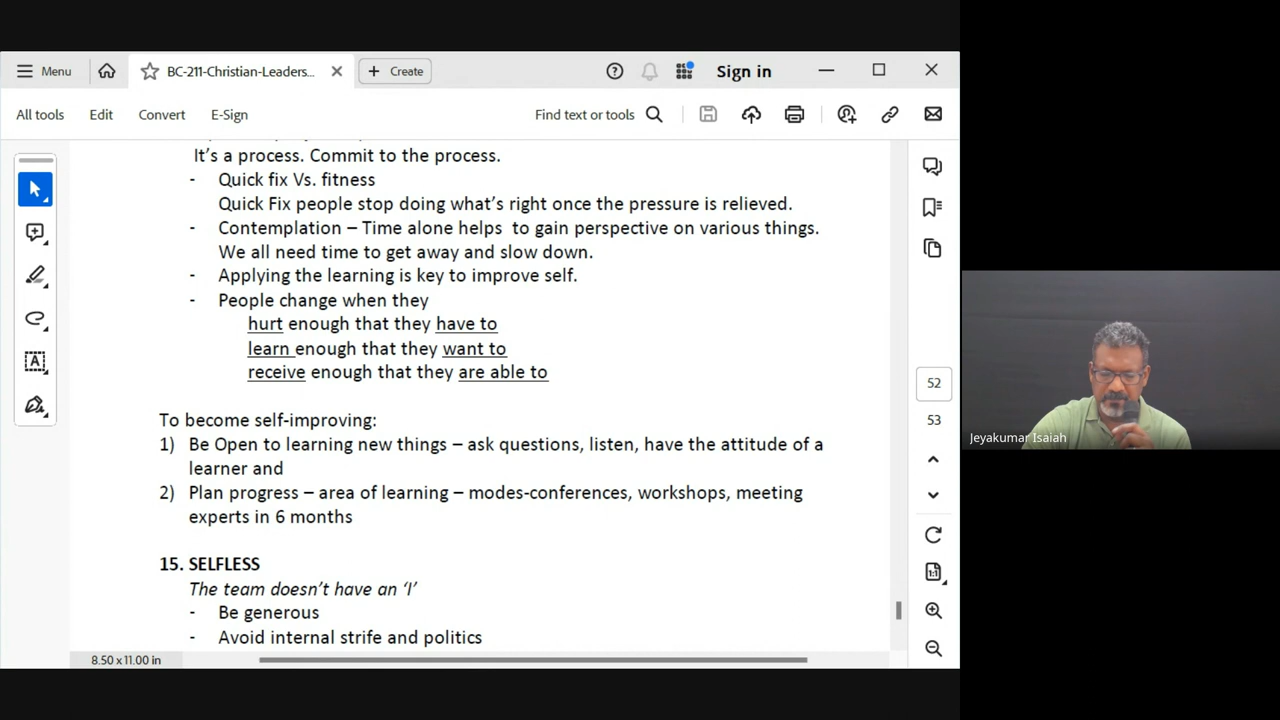 Menu
BC-211-Christian-Leaders...
Create
Sign in
All tools
Edit
Convert
E-Sign
Find text or tools
It's a process. Commit to the process.
- Quick fix Vs. fitness
Quick Fix people stop doing what's right once the pressure is relieved.
- Contemplation – Time alone helps to gain perspective on various things.
We all need time to get away and slow down.
- Applying the learning is key to improve self.
- People change when they
hurt enough that they have to
learn enough that they want to
receive enough that they are able to
To become self-improving:
1) Be Open to learning new things – ask questions, listen, have the attitude of a
learner and
2) Plan progress – area of learning – modes-conferences, workshops, meeting
experts in 6 months
15. SELFLESS
The team doesn't have an 'I'
- Be generous
- Avoid internal strife and politics
8.50 x 11.00 in
52
53
1:1
Jeyakumar Isaiah